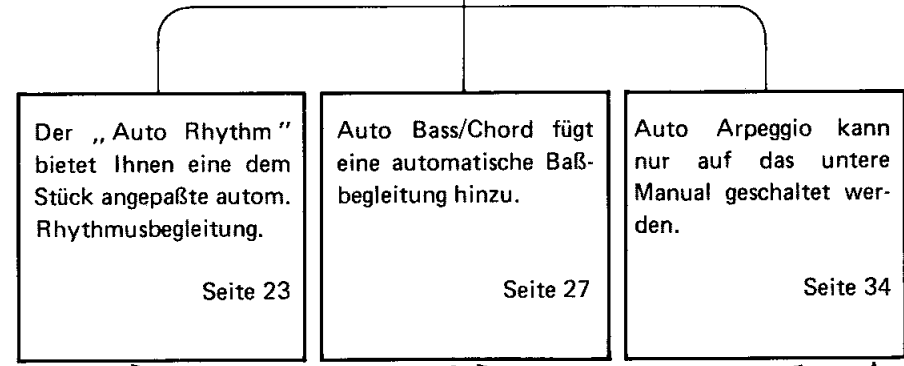 Der „Auto Rhythm"
bietet Ihnen eine dem
Stück angepaßte autom.
Rhythmusbegleitung.
Seite 23
Auto Bass/Chord fügt
eine automatische Baß-
begleitung hinzu.
Seite 27
Auto Arpeggio kann
nur auf das untere
Manual geschaltet wer-
den.
Seite 34